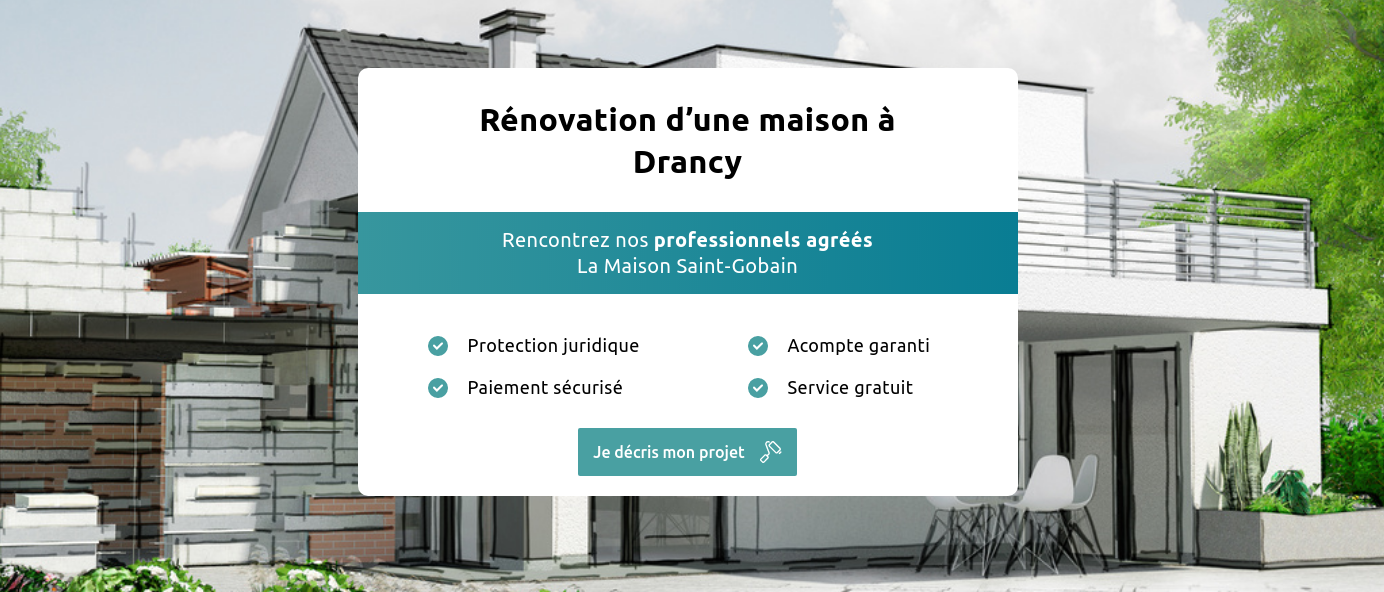 Rénovation d’une maison à
Drancy
Rencontrez nos professionnels agréés
La Maison Saint-Gobain
Protection juridique
Acompte garanti
Paiement sécurisé
Service gratuit
Je décris mon projet